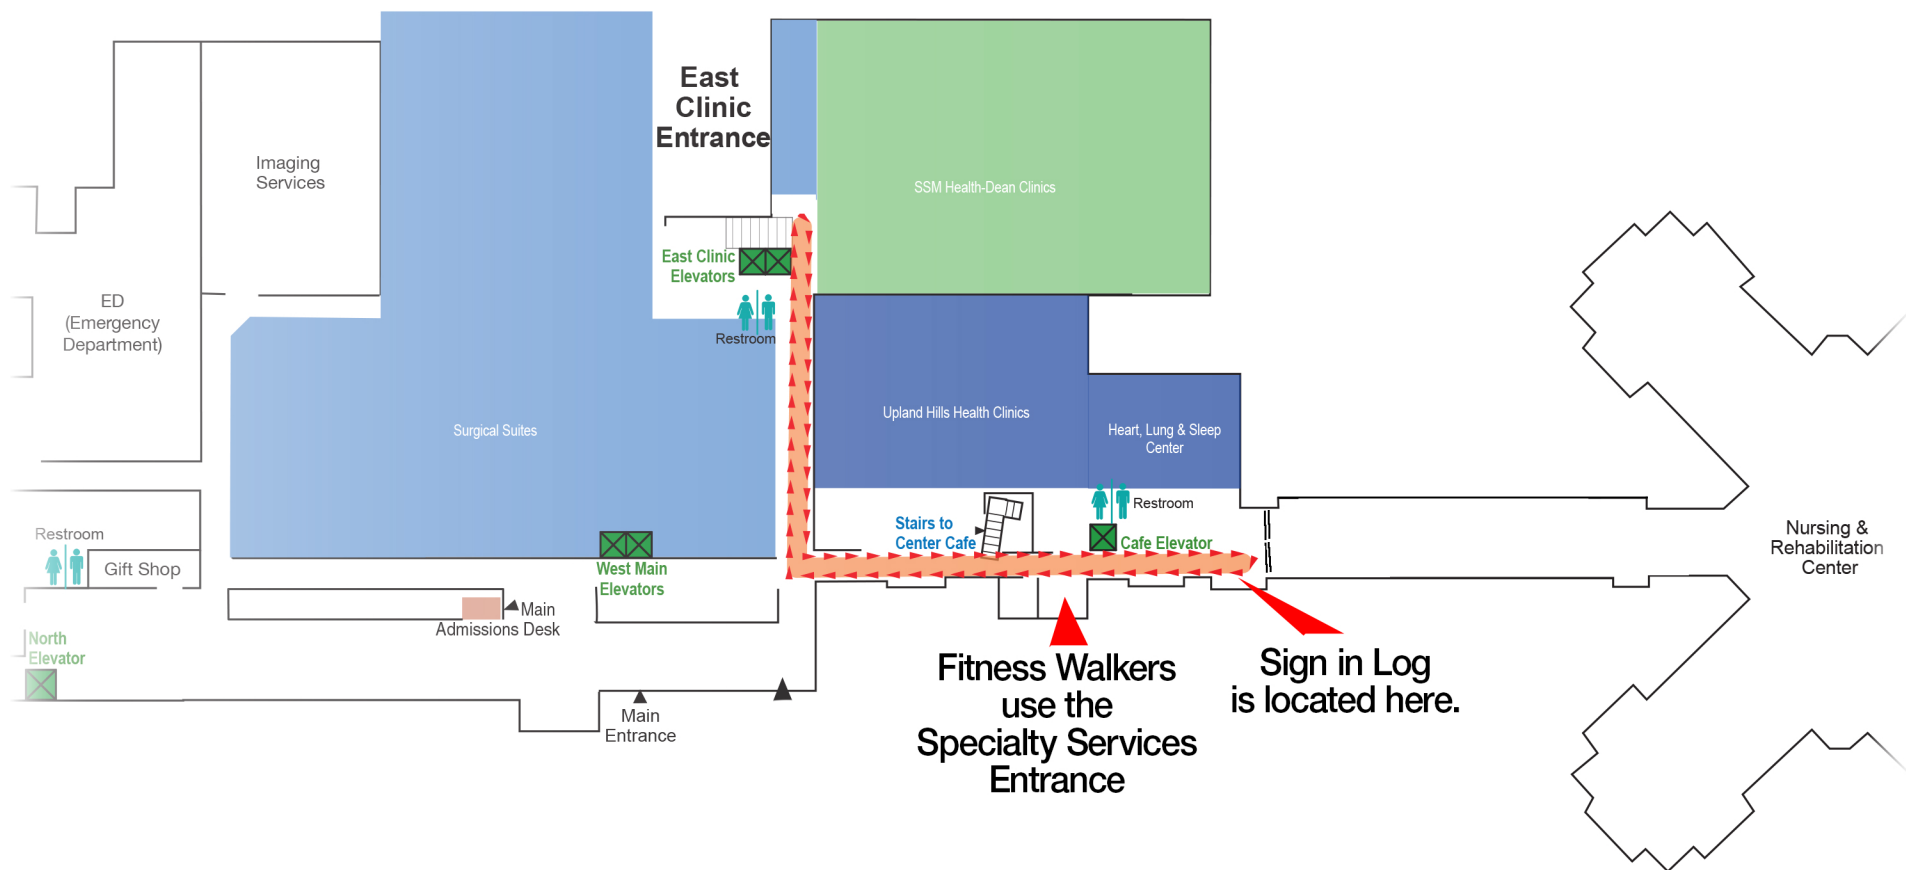 East
Clinic
Entrance
Imaging
Services
SSM Health-Dean Clinics
East Clinic
Elevators
ED
(Emergency
Department)
Restroom
Surgical Suites
Upland Hills Health Clinics
Heart, Lung & Sleep
Center
Restroom
Stairs to
Center Cafe
Cafe Elevator
Nursing &
Rehabilitation
Center
Restroom
Gift Shop
West Main
Elevators
Main
Admissions Desk
North
Elevator
Main
Entrance
Fitness Walkers
use the
Specialty Services
Entrance
Sign in Log
is located here.